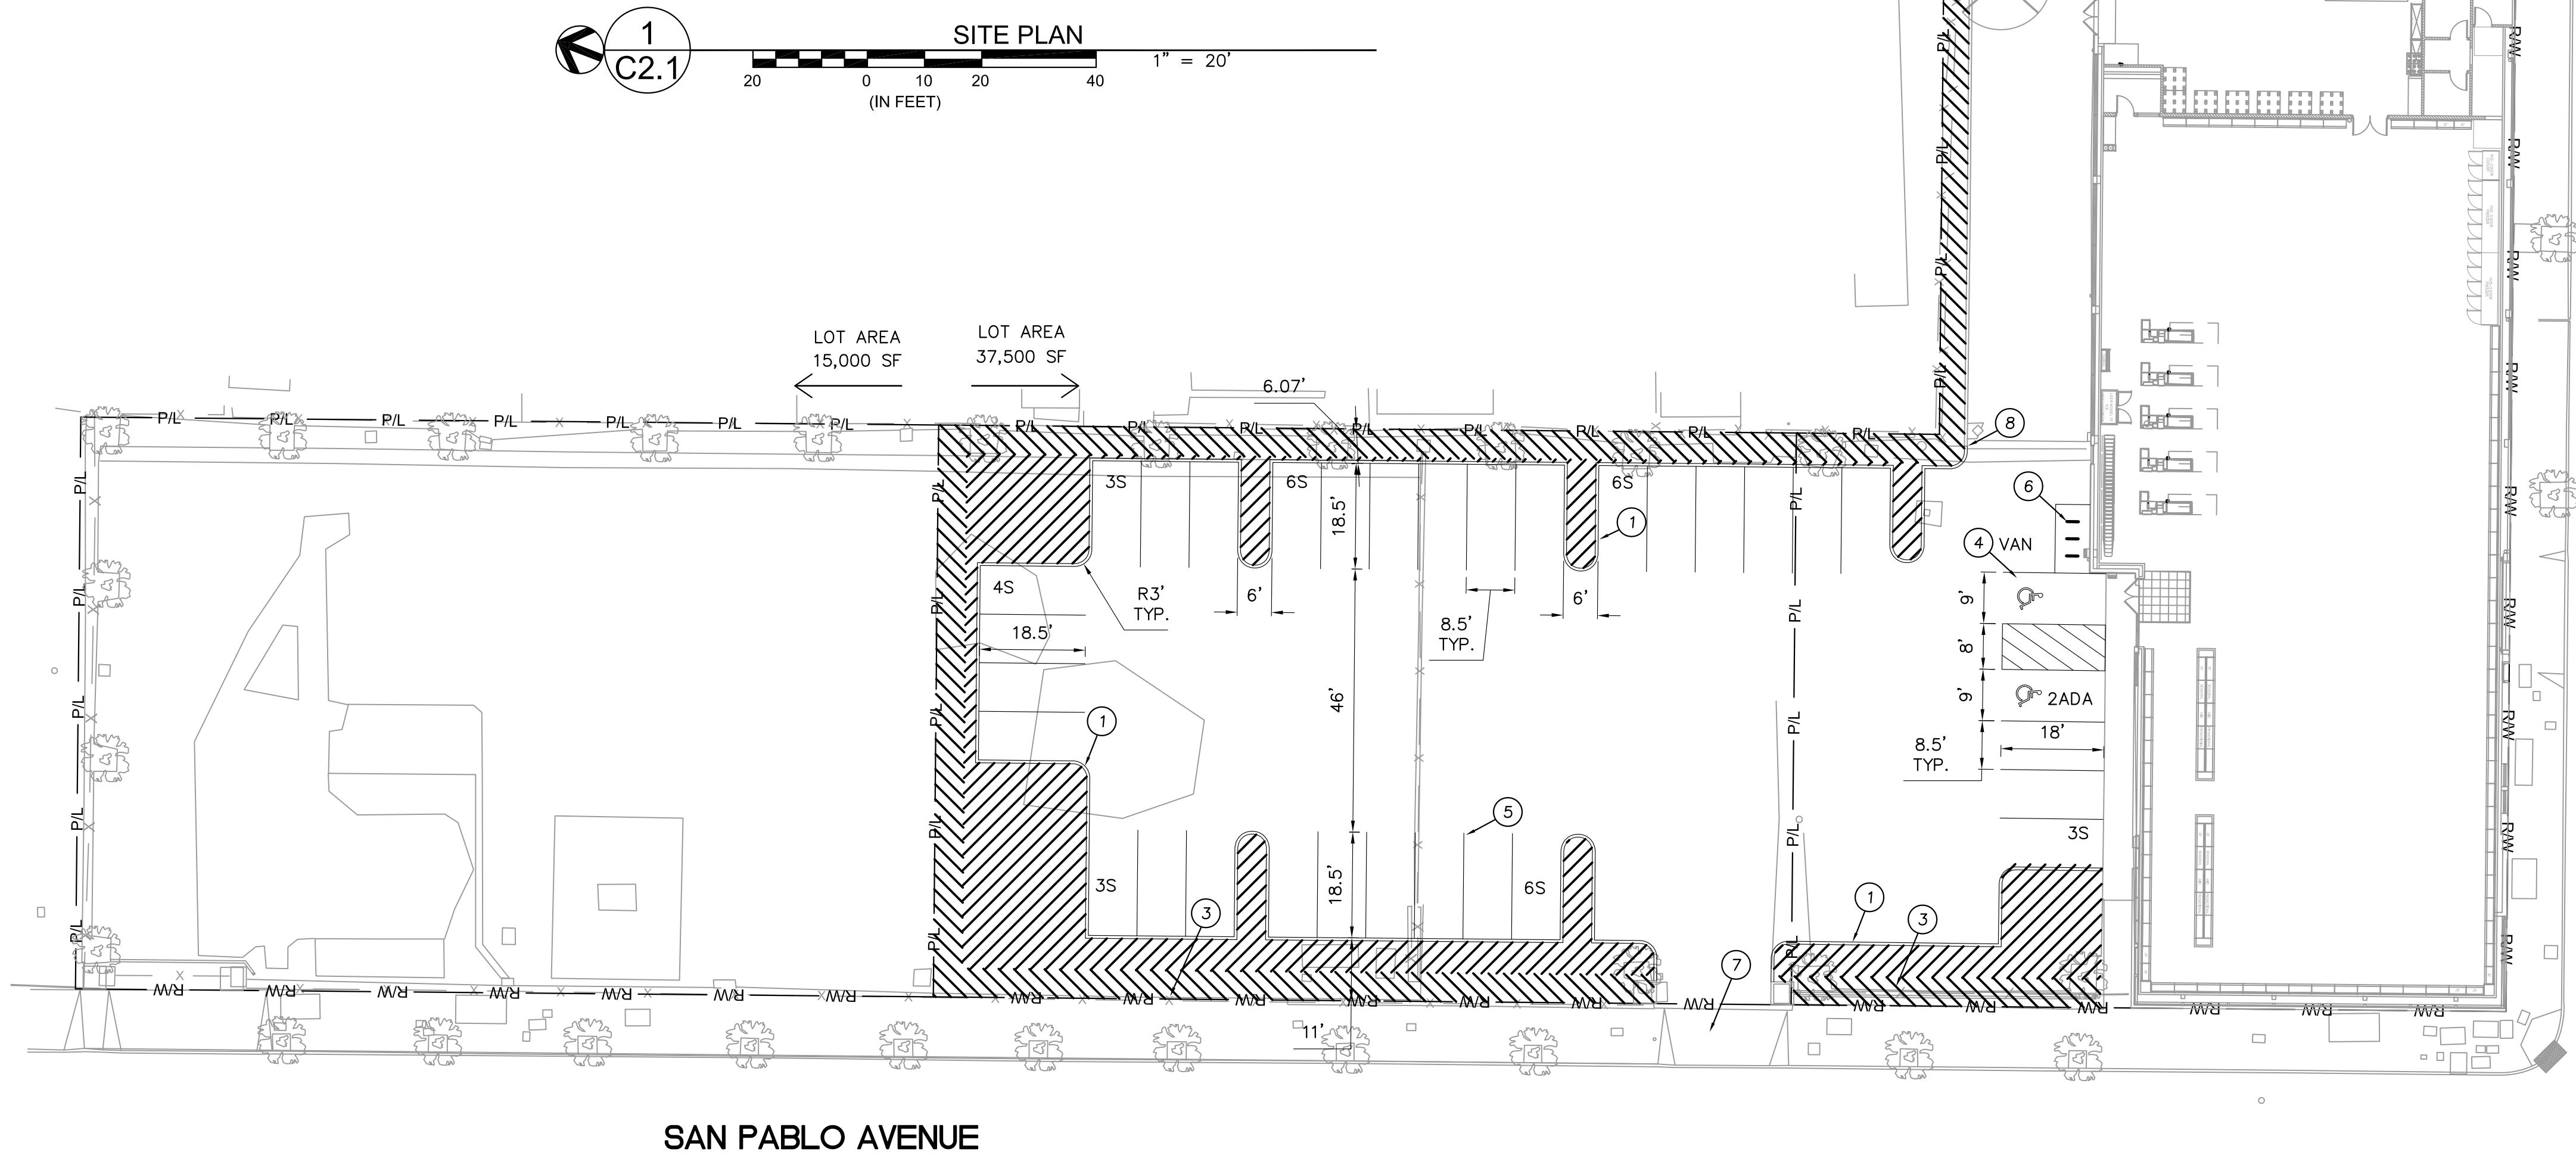 1
C2.1
SITE PLAN
1" = 20'
20 0 10 20 40
(IN FEET)
LOT AREA
15,000 SF
LOT AREA
37,500 SF
6.07'
P/L
P/L
P/L
P/L
P/L
P/L
P/L P/L P/L P/L P/L P/L P/L P/L P/L P/L P/L P/L P/L P/L P/L P/L
8
3S
6S
6S
18.5'
1
6
4 VAN
4S
R3'
TYP.
6'
6'
8.5'
TYP.
9'
18.5'
8'
46'
9'
2ADA
1
18'
8.5'
TYP.
5
3S
3S
18.5'
6S
1
3
3
7
11'
P/L
P/L
P/L
P/L
P/L
P/L
P/L
P/L
P/L
P/L
P/L
P/L
P/L
R/W R/W R/W R/W R/W R/W R/W R/W R/W R/W R/W R/W R/W R/W R/W R/W R/W R/W R/W R/W R/W
R/W
R/W
R/W
R/W
R/W
R/W
R/W
R/W
R/W
SAN PABLO AVENUE